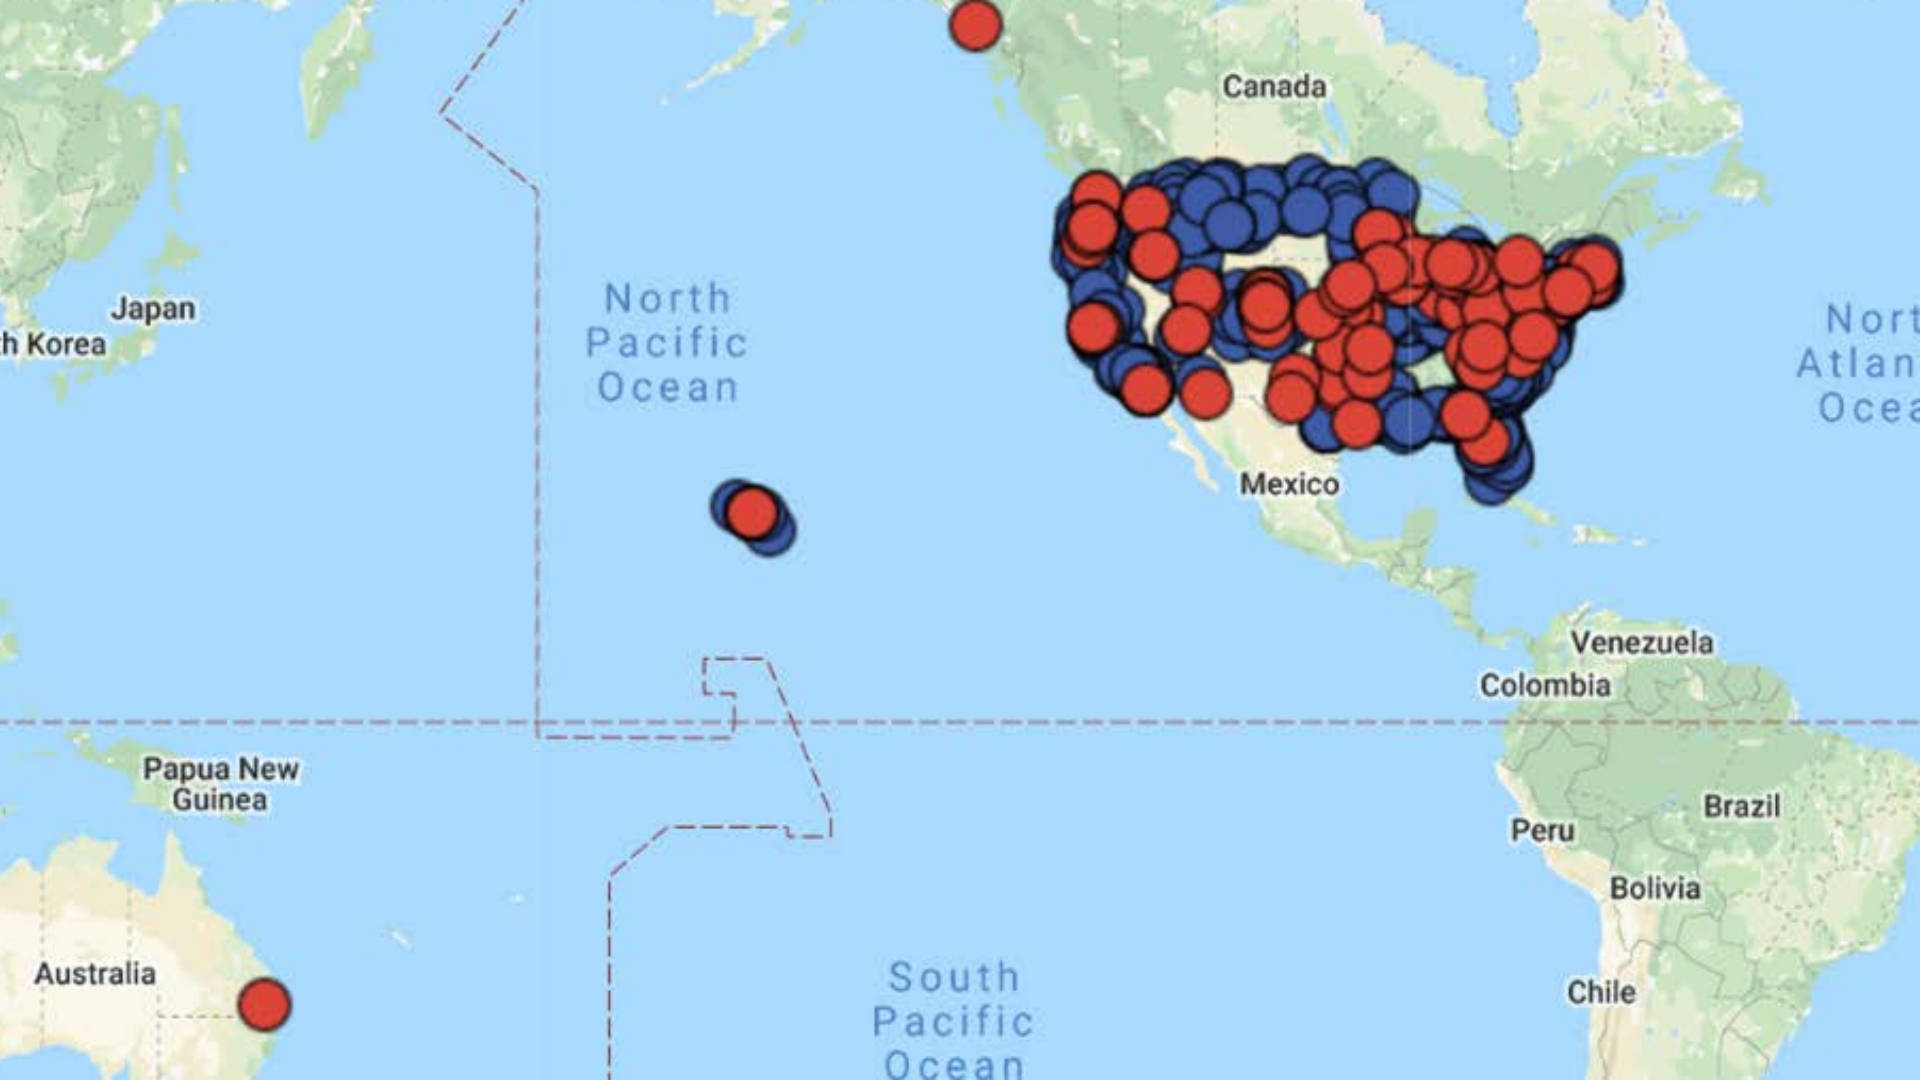 Canada
North
Pacific
Ocean
Japan
h Korea
Nort
Atlan
Ocea
Mexico
Venezuela
Colombia
Papua New
Guinea
Brazil
Peru
Bolivia
Australia
South
Pacific
Ocean
Chile